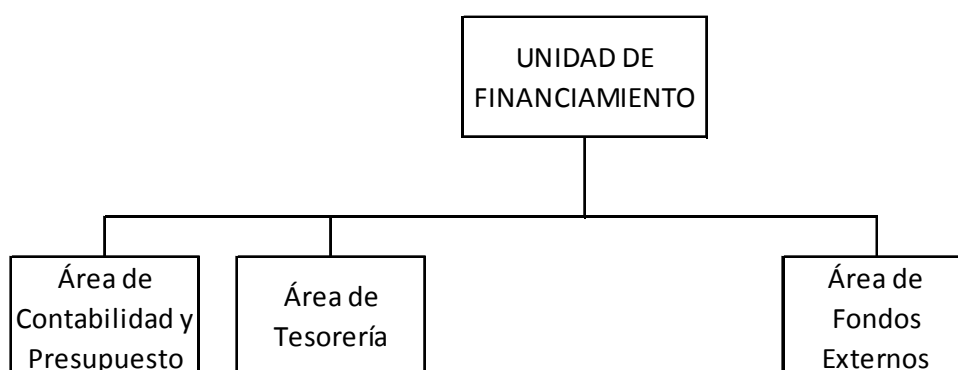 UNIDAD DE
FINANCIAMIENTO
Área de
Contabilidad y
Presupuesto
Área de
Tesorería
Área de
Fondos
Externos